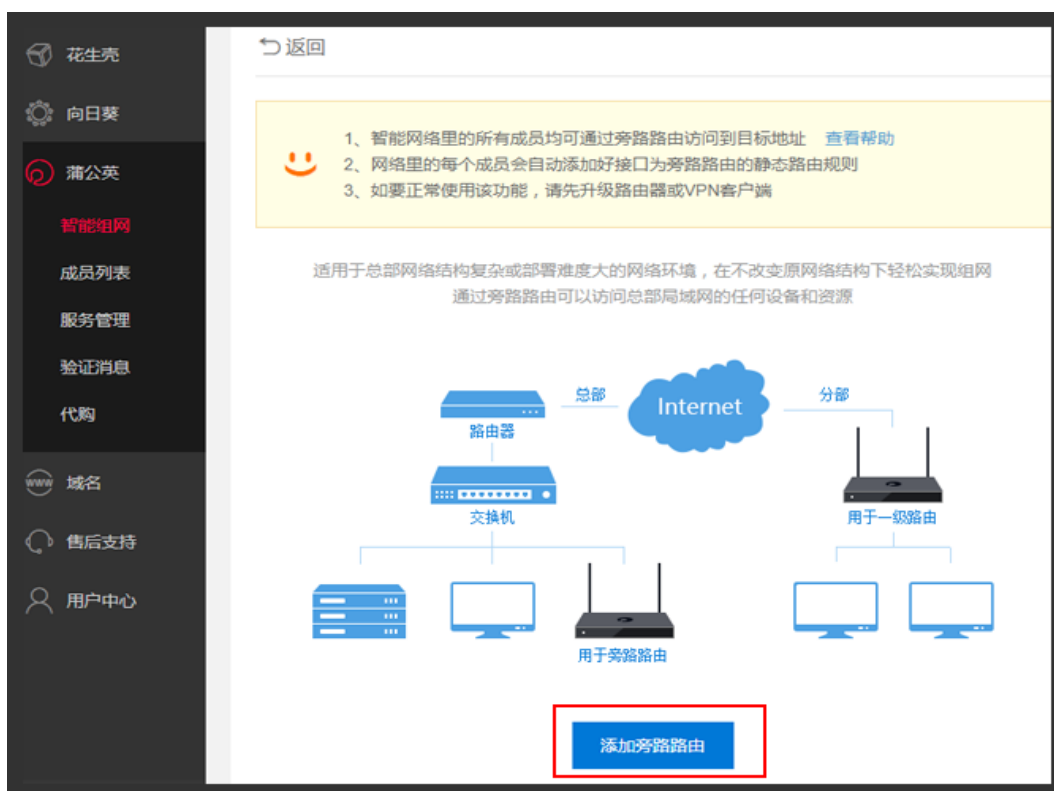 花生壳
向日葵
蒲公英
智能组网
成员列表
服务管理
验证消息
代购
www 域名
售后支持
用户中心
返回
1、智能网络里的所有成员均可通过旁路路由访问到目标地址 查看帮助
2、网络里的每个成员会自动添加好接口为旁路路由的静态路由规则
3、如要正常使用该功能，请先升级路由器或VPN客户端
适用于总部网络结构复杂或部署难度大的网络环境，在不改变原网络结构下轻松实现组网
通过旁路路由可以访问总部局域网的任何设备和资源
总部
Internet
分部
路由器
交换机
用于一级路由
用于旁路路由
添加旁路路由